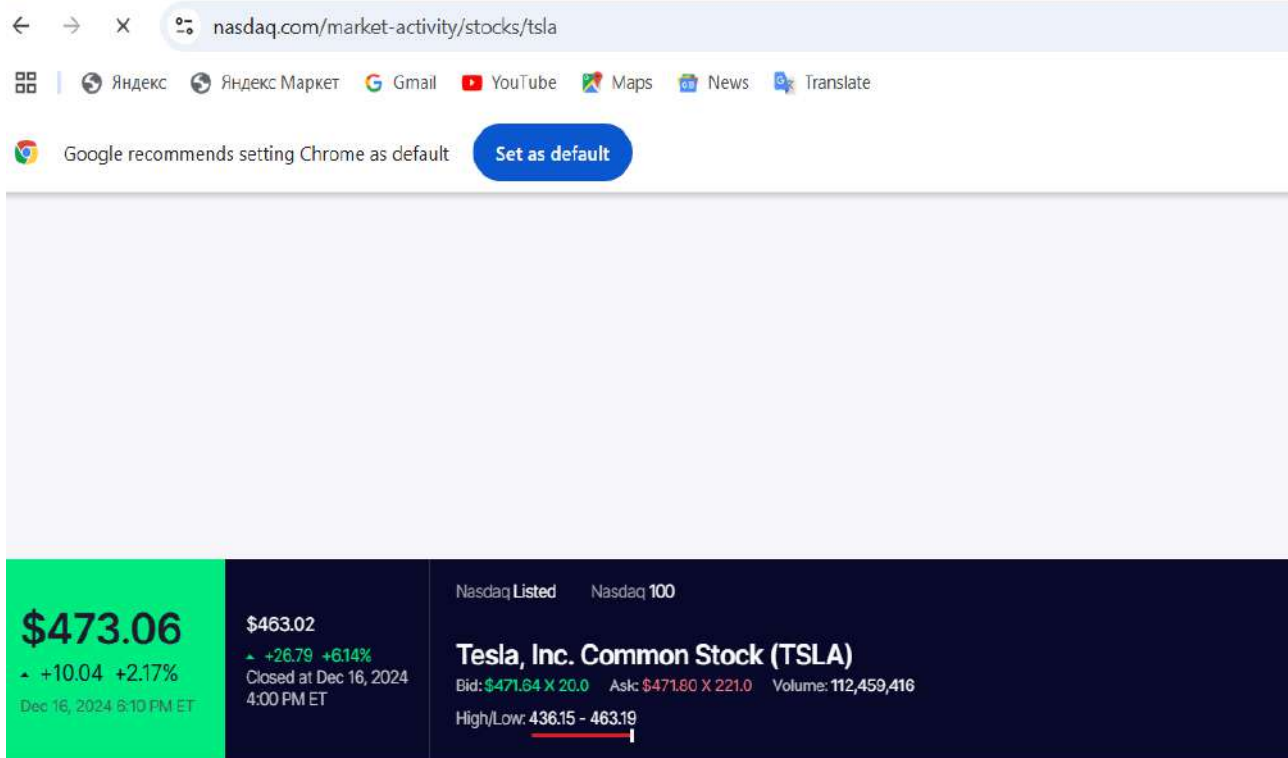 nasdaq.com/market-activity/stocks/tsla
Яндекс Яндекс Маркет Gmail YouTube Maps News Translate
Google recommends setting Chrome as default Set as default
$473.06
+10.04 +2.17%
Dec 16, 2024 6:10 PM ET
$463.02
+26.79 +6.14%
Closed at Dec 16, 2024
4:00 PM ET
Nasdaq Listed Nasdaq 100
Tesla, Inc. Common Stock (TSLA)
Bid: $471.64 X 20.0 Ask: $471.80 X 221.0 Volume: 112,459,416
High/Low: 436.15 - 463.19